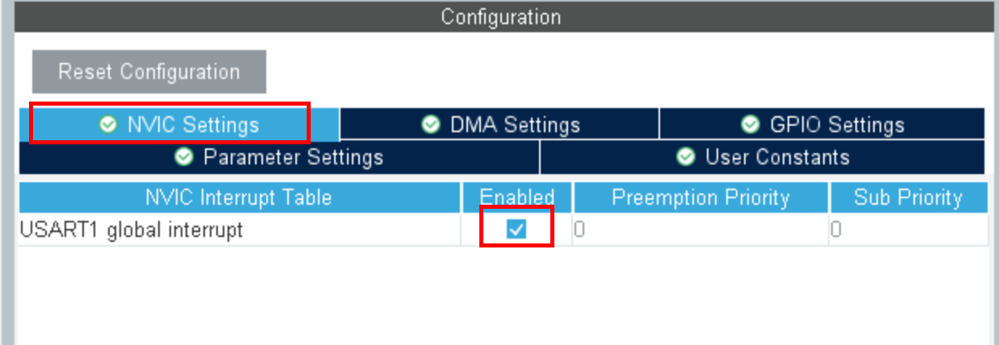 Configuration
Reset Configuration
NVIC Settings DMA Settings GPIO Settings
Parameter Settings User Constants
NVIC Interrupt Table Enabled Preemption Priority Sub Priority
USART1 global interrupt 0 0